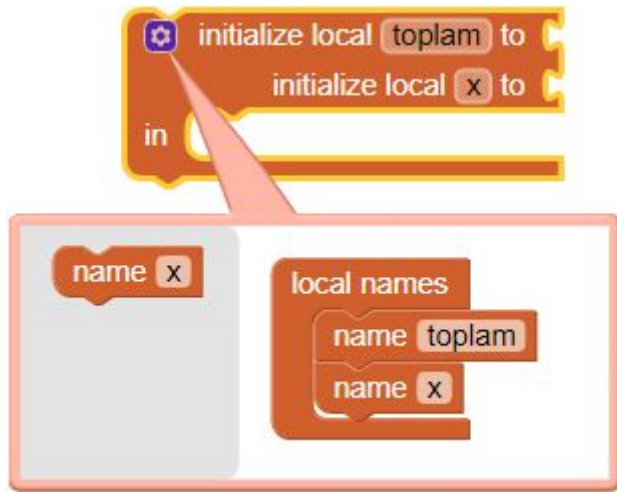 initialize local toplam to
initialize local x to
in
name x
local names
name toplam
name x